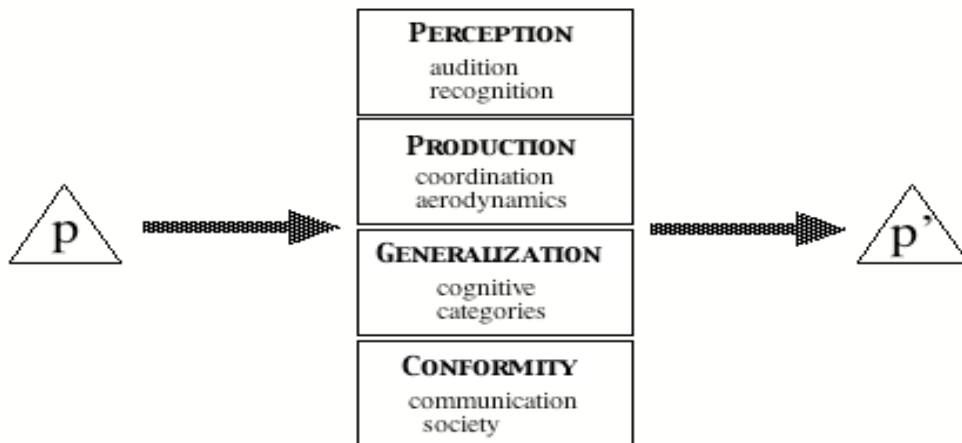 PERCEPTION
audition
recognition
PRODUCTION
coordination
aerodynamics
p
p'
GENERALIZATION
cognitive
categories
CONFORMITY
communication
society